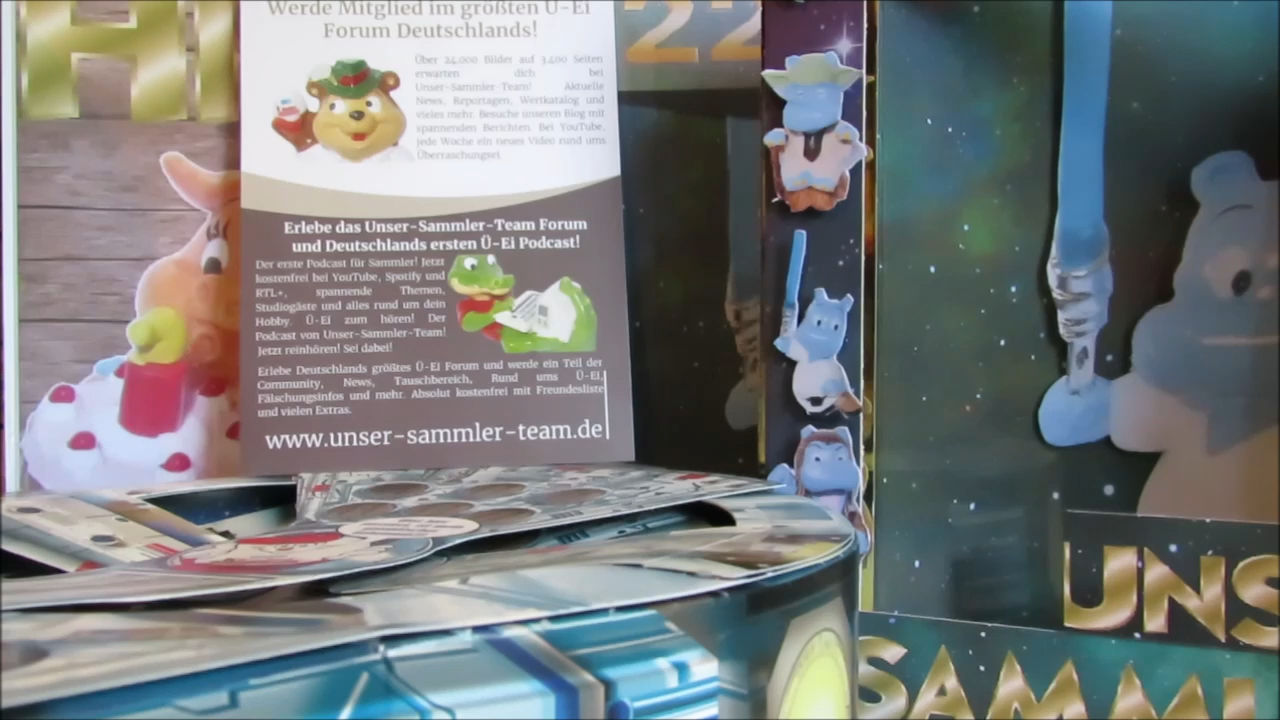 HI
22
Werde Mitglied im größten Ü-Ei
Forum Deutschlands!
Über 24.000 Bilder auf 3.400 Seiten
erwarten dich bei
Unser-Sammler-Team! Aktuelle
News, Reportagen, Wertkatalog und
vieles mehr. Besuche unseren Blog mit
spannenden Berichten. Bei YouTube,
jede Woche ein neues Video rund ums
Überraschungsei.
Erlebe das Unser-Sammler-Team Forum
und Deutschlands ersten Ü-Ei Podcast!
Der erste Podcast für Sammler! Jetzt
kostenfrei bei YouTube, Spotify und
RTL+, spannende Themen,
Studiogäste und alles rund um dein
Hobby. Ü-Ei zum hören! Der
Podcast von Unser-Sammler-Team!
Jetzt reinhören! Sei dabei!
Erlebe Deutschlands größtes Ü-Ei Forum und werde ein Teil der
Community, News, Tauschbereich, Rund ums Ü-Ei,
Fälschungsinfos und mehr. Absolut kostenfrei mit Freundesliste
und vielen Extras.
www.unser-sammler-team.de
UNS
SAMML